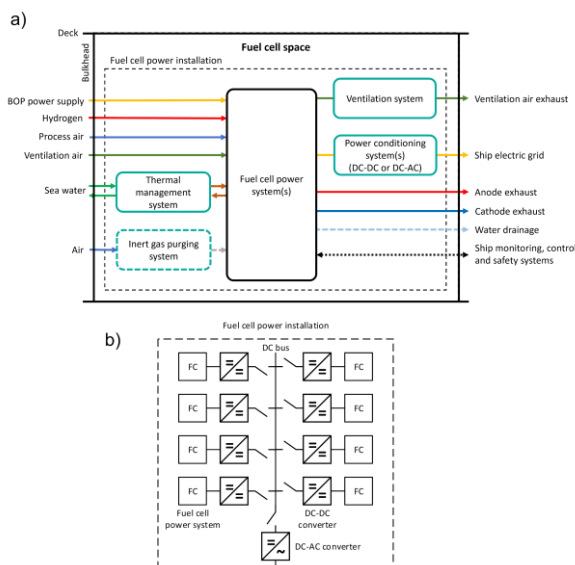 a)
Deck
Bulkhead
Fuel cell space
Fuel cell power installation
BOP power supply
Hydrogen
Process air
Ventilation air
Sea water
Air
Thermal
management
system
Inert gas purging
system
Fuel cell power
system(s)
Ventilation system
Power conditioning
system(s)
(DC-DC or DC-AC)
Ventilation air exhaust
Ship electric grid
Anode exhaust
Cathode exhaust
Water drainage
Ship monitoring, control
and safety systems
b)
Fuel cell power installation
DC bus
FC
=
=
=
=
FC
FC
=
=
=
=
FC
FC
=
=
=
=
FC
FC
=
=
=
=
FC
Fuel cell
power system
DC-DC
converter
=
~
DC-AC converter